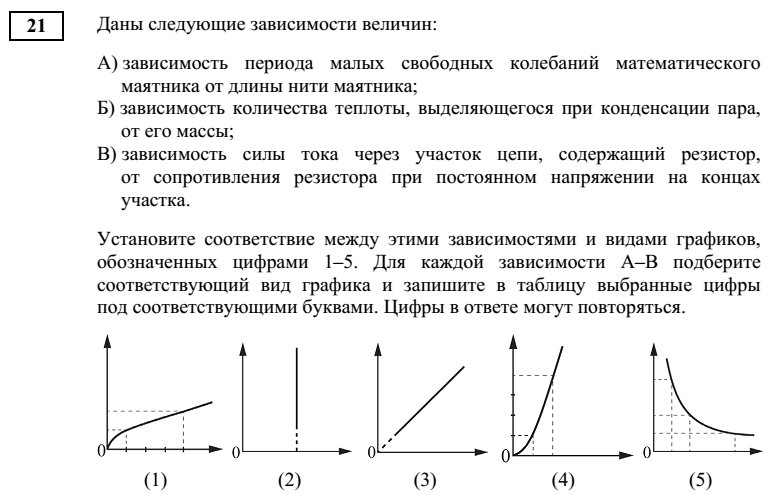 21
Даны следующие зависимости величин:
А) зависимость периода малых свободных колебаний математического
маятника от длины нити маятника;
Б) зависимость количества теплоты, выделяющегося при конденсации пара,
от его массы;
В) зависимость силы тока через участок цепи, содержащий резистор,
от сопротивления резистора при постоянном напряжении на концах
участка.
Установите соответствие между этими зависимостями и видами графиков,
обозначенных цифрами 1–5. Для каждой зависимости А–В подберите
соответствующий вид графика и запишите в таблицу выбранные цифры
под соответствующими буквами. Цифры в ответе могут повторяться.
0 0 0 0 0
(1) (2) (3) (4) (5)